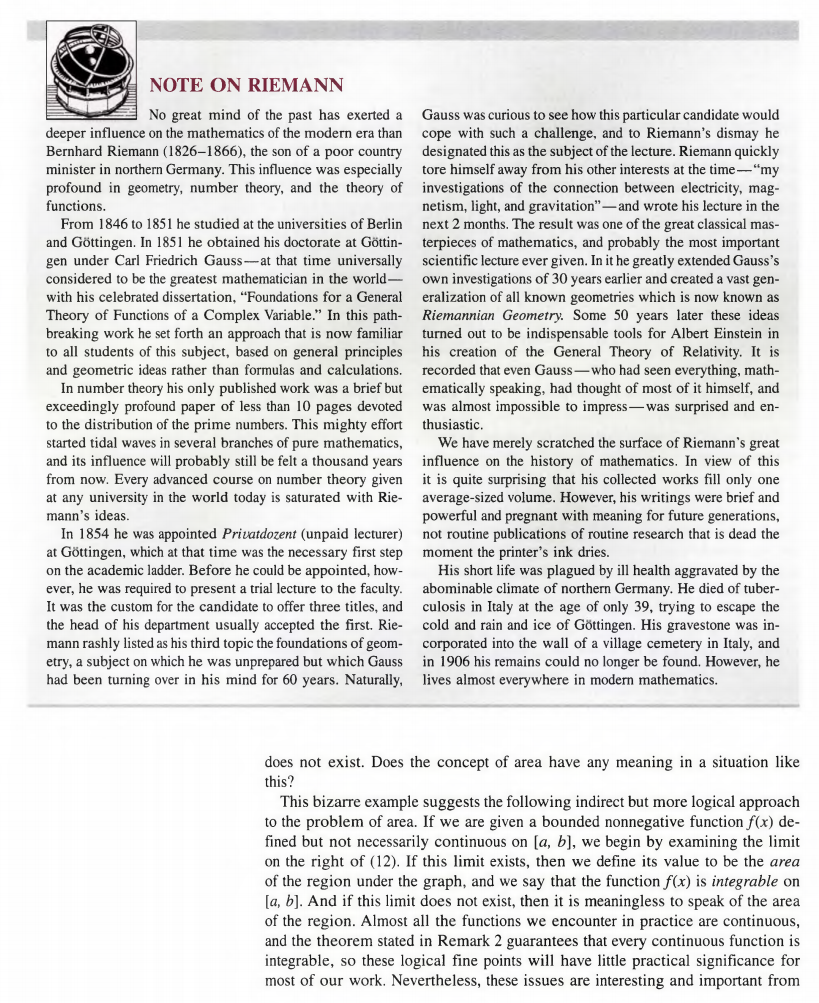 NOTE ON RIEMANN
No great mind of the past has exerted a
deeper influence on the mathematics of the modern era than
Bernhard Riemann (1826–1866), the son of a poor country
minister in northern Germany. This influence was especially
profound in geometry, number theory, and the theory of
functions.
From 1846 to 1851 he studied at the universities of Berlin
and Göttingen. In 1851 he obtained his doctorate at Göttin-
gen under Carl Friedrich Gauss—at that time universally
considered to be the greatest mathematician in the world—
with his celebrated dissertation, “Foundations for a General
Theory of Functions of a Complex Variable.” In this path-
breaking work he set forth an approach that is now familiar
to all students of this subject, based on general principles
and geometric ideas rather than formulas and calculations.
In number theory his only published work was a brief but
exceedingly profound paper of less than 10 pages devoted
to the distribution of the prime numbers. This mighty effort
started tidal waves in several branches of pure mathematics,
and its influence will probably still be felt a thousand years
from now. Every advanced course on number theory given
at any university in the world today is saturated with Rie-
mann’s ideas.
In 1854 he was appointed Privatdozent (unpaid lecturer)
at Göttingen, which at that time was the necessary first step
on the academic ladder. Before he could be appointed, how-
ever, he was required to present a trial lecture to the faculty.
It was the custom for the candidate to offer three titles, and
the head of his department usually accepted the first. Rie-
mann rashly listed as his third topic the foundations of geom-
etry, a subject on which he was unprepared but which Gauss
had been turning over in his mind for 60 years. Naturally,
Gauss was curious to see how this particular candidate would
cope with such a challenge, and to Riemann’s dismay he
designated this as the subject of the lecture. Riemann quickly
tore himself away from his other interests at the time—“my
investigations of the connection between electricity, mag-
netism, light, and gravitation”—and wrote his lecture in the
next 2 months. The result was one of the great classical mas-
terpieces of mathematics, and probably the most important
scientific lecture ever given. In it he greatly extended Gauss’s
own investigations of 30 years earlier and created a vast gen-
eralization of all known geometries which is now known as
Riemannian Geometry. Some 50 years later these ideas
turned out to be indispensable tools for Albert Einstein in
his creation of the General Theory of Relativity. It is
recorded that even Gauss—who had seen everything, math-
ematically speaking, had thought of most of it himself, and
was almost impossible to impress—was surprised and en-
thusiastic.
We have merely scratched the surface of Riemann’s great
influence on the history of mathematics. In view of this
it is quite surprising that his collected works fill only one
average-sized volume. However, his writings were brief and
powerful and pregnant with meaning for future generations,
not routine publications of routine research that is dead the
moment the printer’s ink dries.
His short life was plagued by ill health aggravated by the
abominable climate of northern Germany. He died of tuber-
culosis in Italy at the age of only 39, trying to escape the
cold and rain and ice of Göttingen. His gravestone was in-
corporated into the wall of a village cemetery in Italy, and
in 1906 his remains could no longer be found. However, he
lives almost everywhere in modern mathematics.
does not exist. Does the concept of area have any meaning in a situation like
this?
This bizarre example suggests the following indirect but more logical approach
to the problem of area. If we are given a bounded nonnegative function f(x) de-
fined but not necessarily continuous on [a, b], we begin by examining the limit
on the right of (12). If this limit exists, then we define its value to be the area
of the region under the graph, and we say that the function f(x) is integrable on
[a, b]. And if this limit does not exist, then it is meaningless to speak of the area
of the region. Almost all the functions we encounter in practice are continuous,
and the theorem stated in Remark 2 guarantees that every continuous function is
integrable, so these logical fine points will have little practical significance for
most of our work. Nevertheless, these issues are interesting and important from